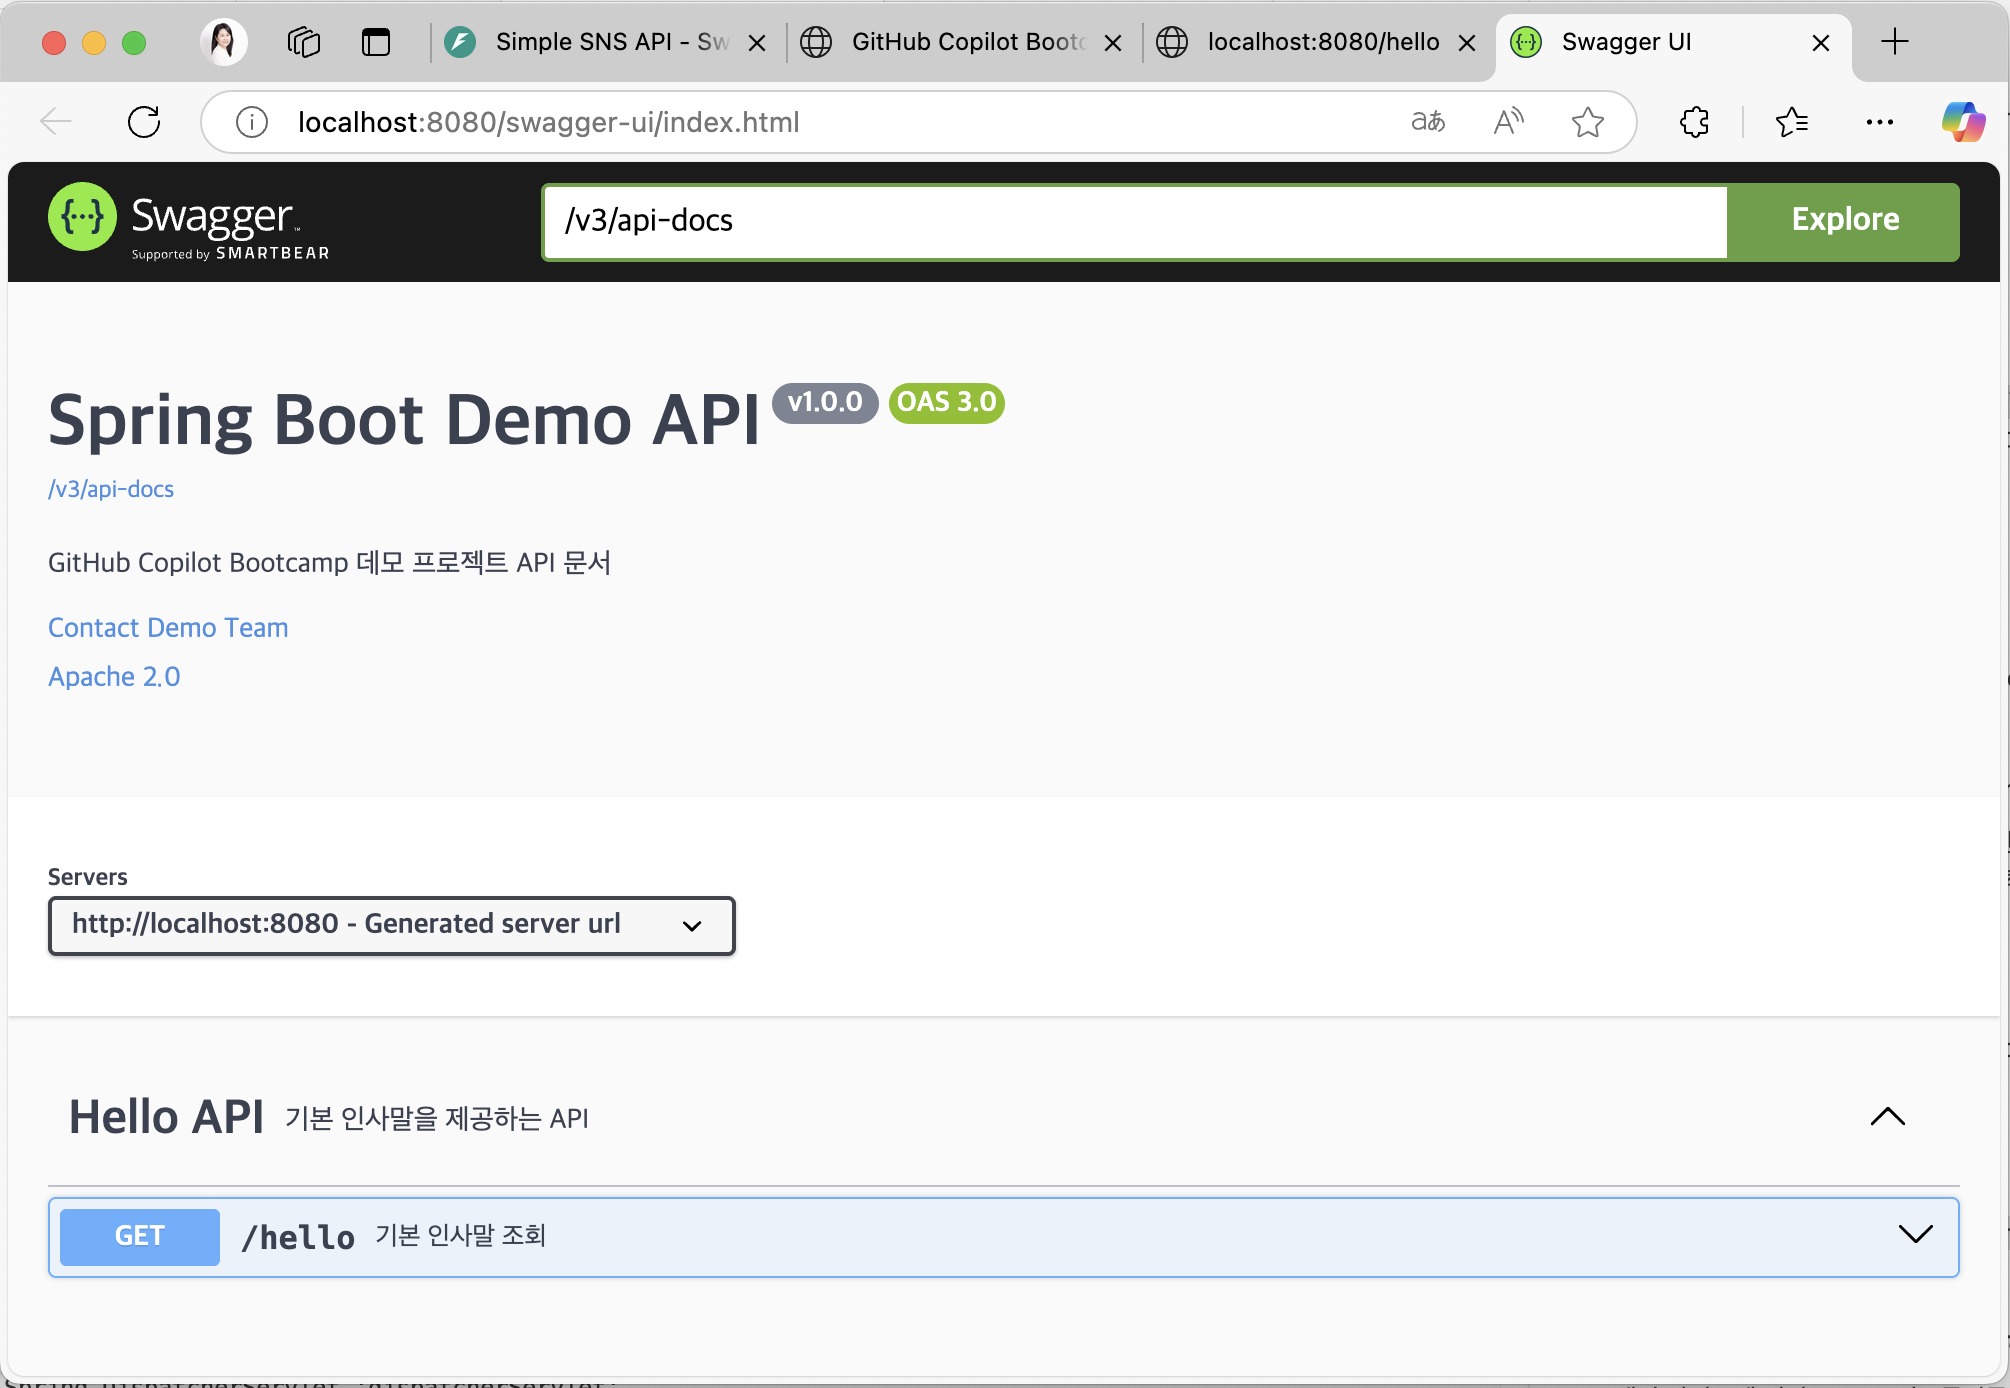 Simple SNS API - Sw
GitHub Copilot Bootc
localhost:8080/hello
Swagger UI
localhost:8080/swagger-ui/index.html
aあ
Swagger
Supported by SMARTBEAR
/v3/api-docs
Explore
Spring Boot Demo API v1.0.0 OAS 3.0
/v3/api-docs
GitHub Copilot Bootcamp 데모 프로젝트 API 문서
Contact Demo Team
Apache 2.0
Servers
http://localhost:8080 - Generated server url
Hello API 기본 인사말을 제공하는 API
GET /hello 기본 인사말 조회